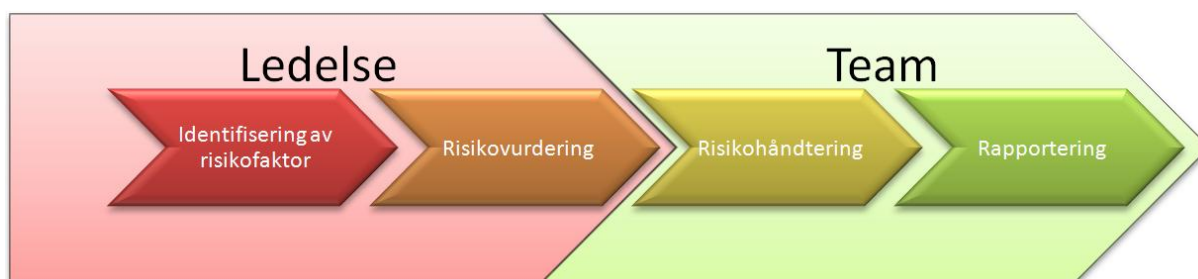 Ledelse
Team
Identifisering av
risikofaktor
Risikovurdering
Risikohåndtering
Rapportering